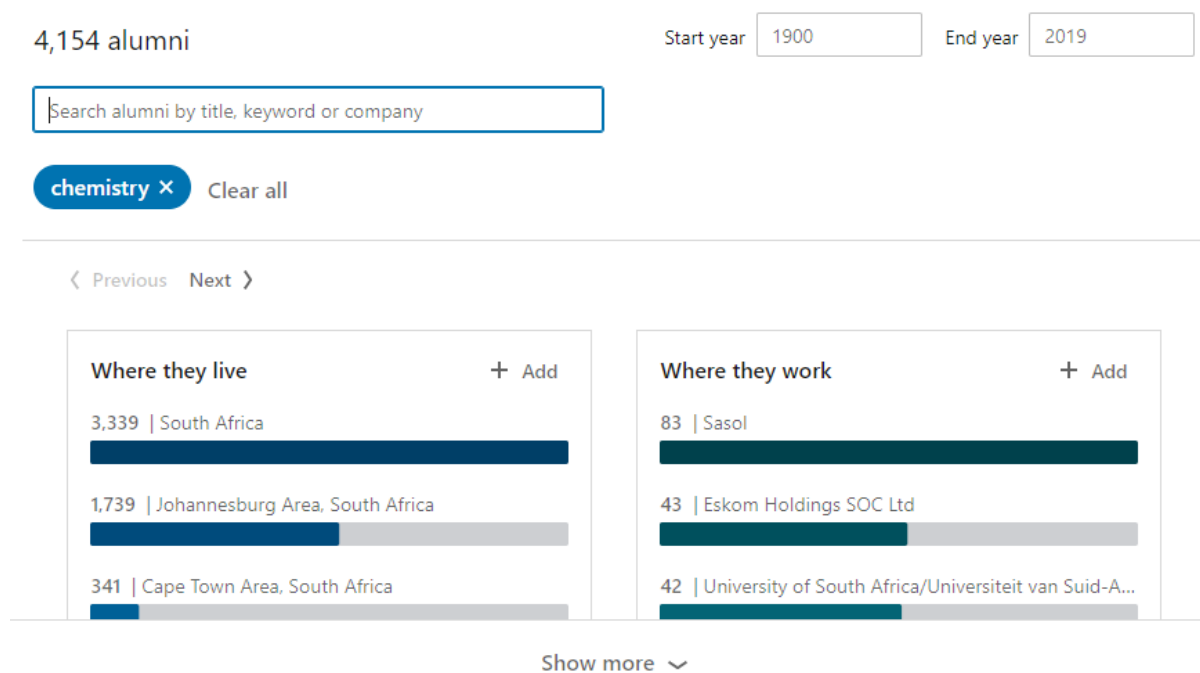 4,154 alumni
Start year 1900 End year 2019
Search alumni by title, keyword or company
chemistry ×
Clear all
Previous Next
Where they live
+ Add
3,339 | South Africa
1,739 | Johannesburg Area, South Africa
341 | Cape Town Area, South Africa
Where they work
+ Add
83 | Sasol
43 | Eskom Holdings SOC Ltd
42 | University of South Africa/Universiteit van Suid-A...
Show more